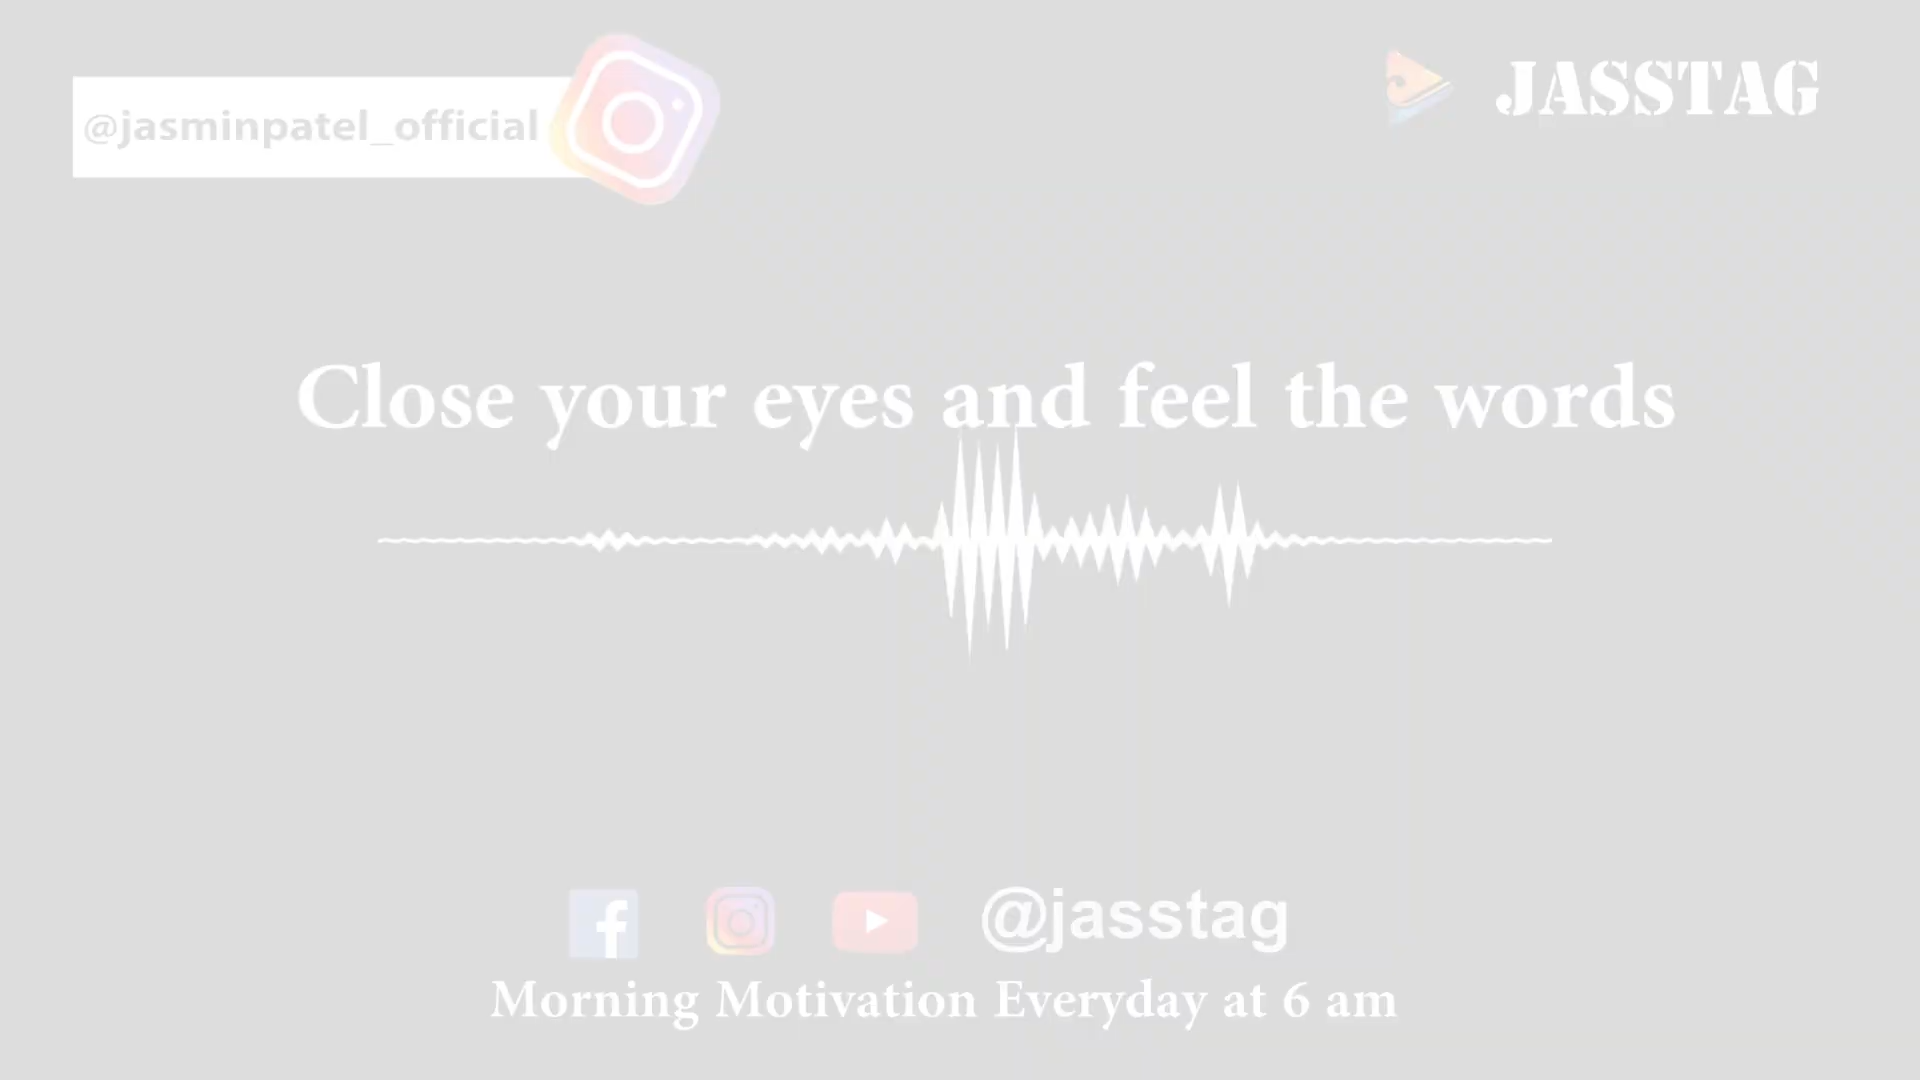 @jasminpatel_official
JASSTAG
Close your eyes and feel the words
@jasstag
Morning Motivation Everyday at 6 am